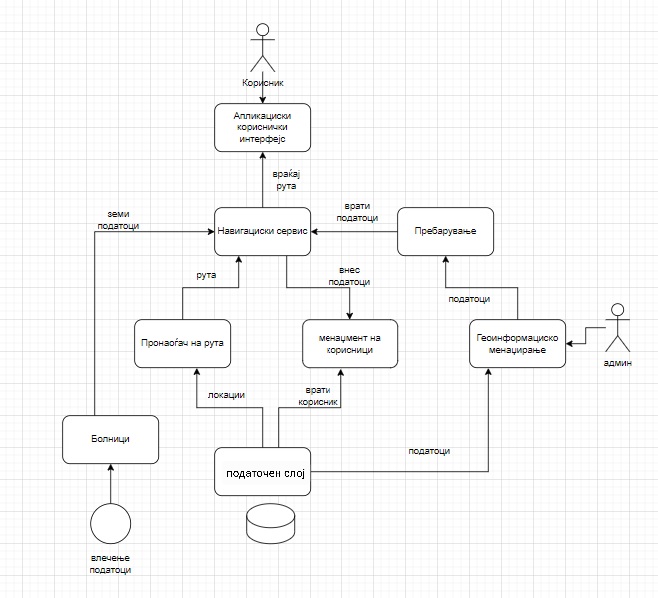 Корисник
Апликациски
кориснички
интерфејс
враќај
рута
земи
податоци
врати
податоци
Навигациски сервис
Пребарување
рута
внес
податоци
податоци
Пронаоѓач на рута
менаџмент на
корисници
Геоинформациско
менаџирање
админ
локации
врати
корисник
Болници
податоци
податочен слој
влечење
податоци